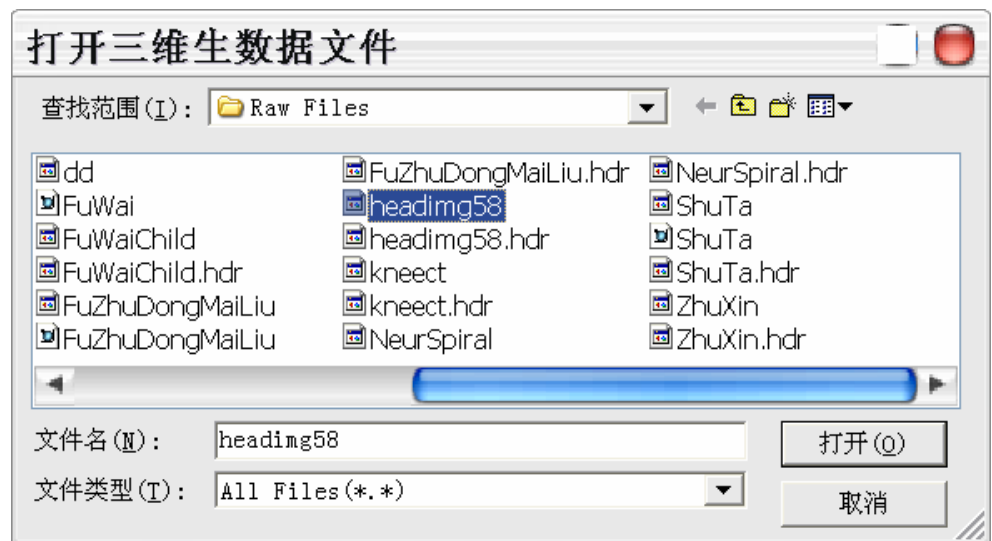 打开三维生数据文件
查找范围(I): Raw Files
dd FuZhuDongMaiLiu.hdr NeurSpiral.hdr
FuWai headimg58 ShuTa
FuWaiChild headimg58.hdr ShuTa
FuWaiChild.hdr kneect ShuTa.hdr
FuZhuDongMaiLiu kneect.hdr ZhuXin
FuZhuDongMaiLiu NeurSpiral ZhuXin.hdr
文件名(N): headimg58 打开(O)
文件类型(T): All Files(*.*) 取消